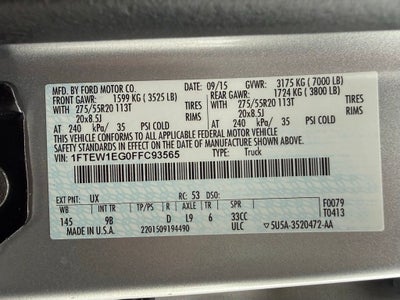 MFD. BY FORD MOTOR CO. 09/15 GVWR: 3175 KG ( 7000 LB)
FRONT GAWR: 1599 KG ( 3525 LB) REAR GAWR: 1724 KG ( 3800 LB)
275/55R20 113T TIRES 275/55R20 113T TIRES
20x8.5J RIMS 20x8.5J RIMS
AT 240 kPa/ 35 PSI COLD AT 240 kPa/ 35 PSI COLD
THIS VEHICLE CONFORMS TO ALL APPLICABLE FEDERAL MOTOR VEHICLE
SAFETY STANDARDS IN EFFECT ON THE DATE OF MANUFACTURE SHOWN ABOVE.
VIN: 1FTEW1EG0FFC93565 TYPE: Truck
EXT PNT: UX RC: 53 DSO: F0079
WB INT TR TP/PS R AXLE TR SPR T0413
145 9B D L9 6 33CC
MADE IN U.S.A. 2201509194490 ULC 5U5A-3520472-AA